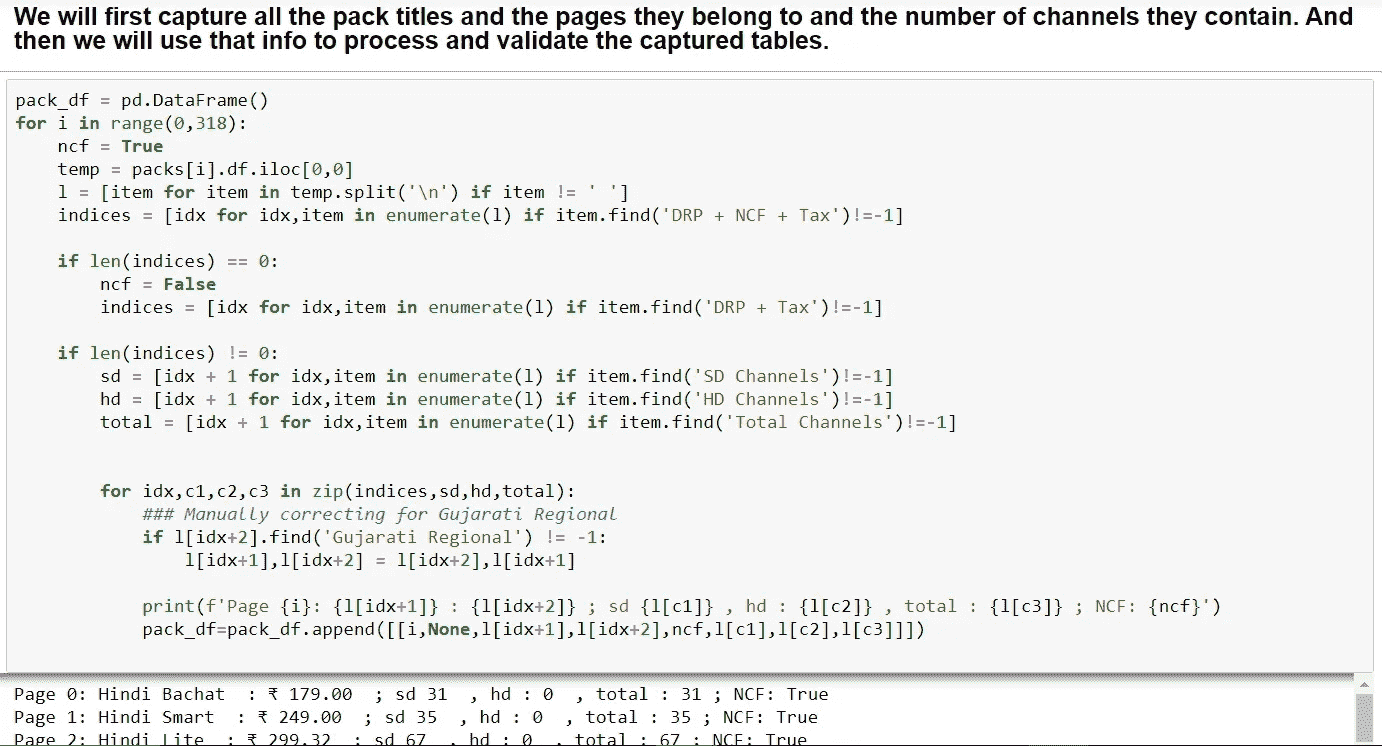 We will first capture all the pack titles and the pages they belong to and the number of channels they contain. And
then we will use that info to process and validate the captured tables.
pack_df = pd.DataFrame()
for i in range(0,318):
    ncf = True
    temp = packs[i].df.iloc[0,0]
    l = [item for item in temp.split('\n') if item != ' ']
    indices = [idx for idx,item in enumerate(l) if item.find('DRP + NCF + Tax')!=-1]
    if len(indices) == 0:
        ncf = False
        indices = [idx for idx,item in enumerate(l) if item.find('DRP + Tax')!=-1]
    if len(indices) != 0:
        sd = [idx + 1 for idx,item in enumerate(l) if item.find('SD Channels')!=-1]
        hd = [idx + 1 for idx,item in enumerate(l) if item.find('HD Channels')!=-1]
        total = [idx + 1 for idx,item in enumerate(l) if item.find('Total Channels')!=-1]
        for idx,c1,c2,c3 in zip(indices,sd,hd,total):
            ### Manually correcting for Gujarati Regional
            if l[idx+2].find('Gujarati Regional') != -1:
                l[idx+1],l[idx+2] = l[idx+2],l[idx+1]
            print(f'Page {i}: {l[idx+1]} : {l[idx+2]} ; sd {l[c1]} , hd : {l[c2]} , total : {l[c3]} ; NCF: {ncf}')
            pack_df=pack_df.append([[i,None,l[idx+1],l[idx+2],ncf,l[c1],l[c2],l[c3]]])
Page 0: Hindi Bachat  : ₹ 179.00  ; sd 31  , hd : 0  , total : 31 ; NCF: True
Page 1: Hindi Smart  : ₹ 249.00  ; sd 35  , hd : 0  , total : 35 ; NCF: True
Page 2: Hindi Lite  : ₹ 299.32  ; sd 67  , hd : 0  , total : 67 ; NCF: True